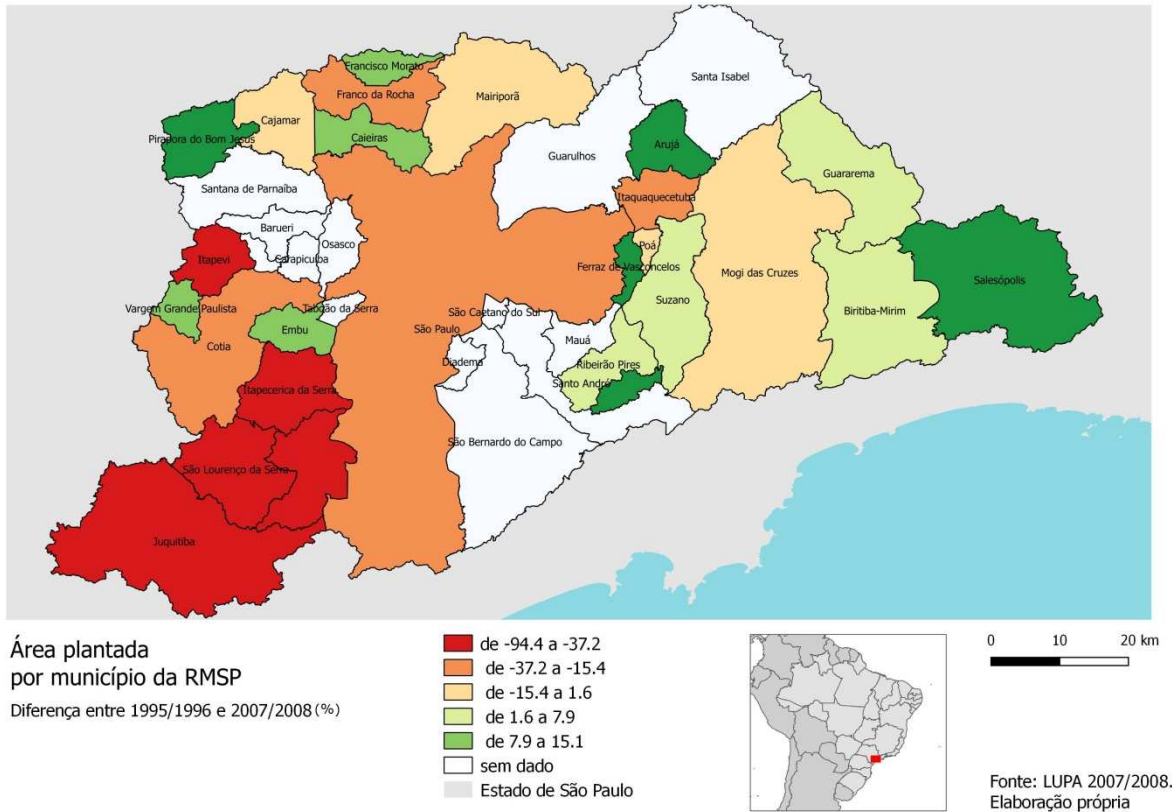 Francisco Morato
Franco da Rocha
Mairiporã
Santa Isabel
Cajamar
Pirapora do Bom Jesus
Caieiras
Guarulhos
Arujá
Guararema
Santana de Parnaíba
Itaquaquecetuba
Barueri
Osasco
Poá
Itapevi
Carapicuíba
Ferraz de Vasconcelos
Mogi das Cruzes
Salesópolis
Suzano
Vargem Grande Paulista
Taboão da Serra
São Caetano do Sul
Biritiba-Mirim
Embu
São Paulo
Mauá
Cotia
Diadema
Ribeirão Pires
Itapecerica da Serra
Santo André
São Bernardo do Campo
São Lourenço da Serra
Juquitiba
Área plantada
por município da RMSP
Diferença entre 1995/1996 e 2007/2008 (%)
de -94.4 a -37.2
de -37.2 a -15.4
de -15.4 a 1.6
de 1.6 a 7.9
de 7.9 a 15.1
sem dado
Estado de São Paulo
0 10 20 km
Fonte: LUPA 2007/2008.
Elaboração própria